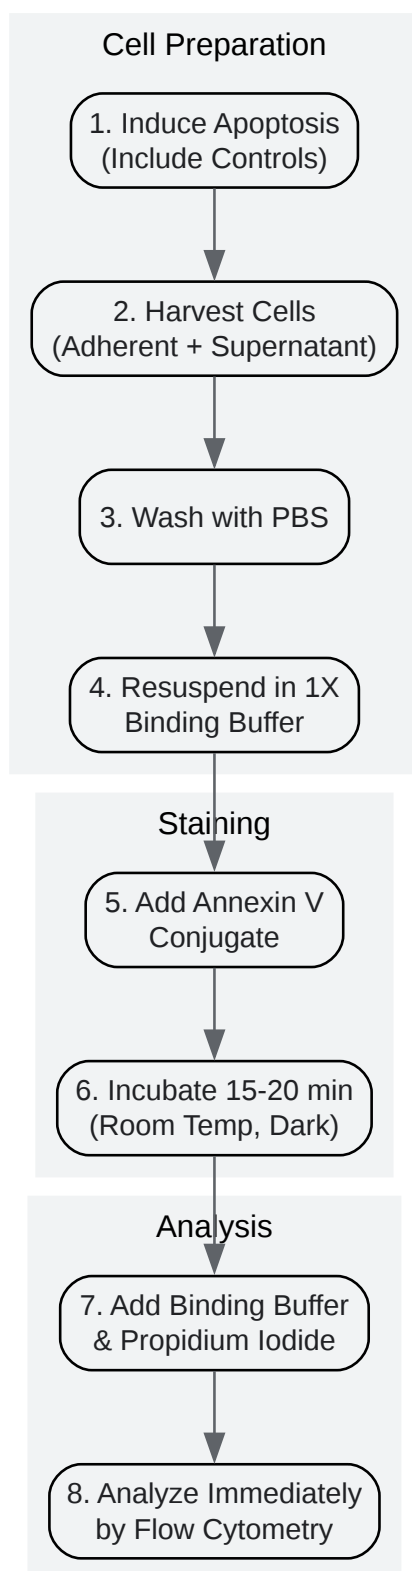 Cell Preparation
1. Induce Apoptosis
(Include Controls)
2. Harvest Cells
(Adherent + Supernatant)
3. Wash with PBS
4. Resuspend in 1X
Binding Buffer
Staining
5. Add Annexin V
Conjugate
6. Incubate 15-20 min
(Room Temp, Dark)
Analysis
7. Add Binding Buffer
& Propidium Iodide
8. Analyze Immediately
by Flow Cytometry